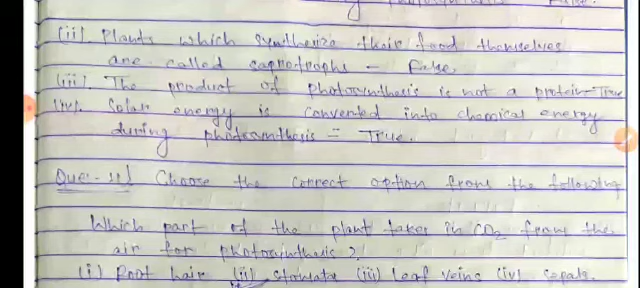 photosynthesis False.
(ii). Plants which synthesize their food themselves
are called saprotrophs - False.
(iii). The product of photosynthesis is not a protein - True
(iv). Solar energy is converted into chemical energy
during photosynthesis = True.
Que:-11) Choose the correct option from the following
Which part of the plant takes in CO2 from the
air for photosynthesis?
(i) Root hair (ii) stomata (iii) leaf veins (iv) sepals.